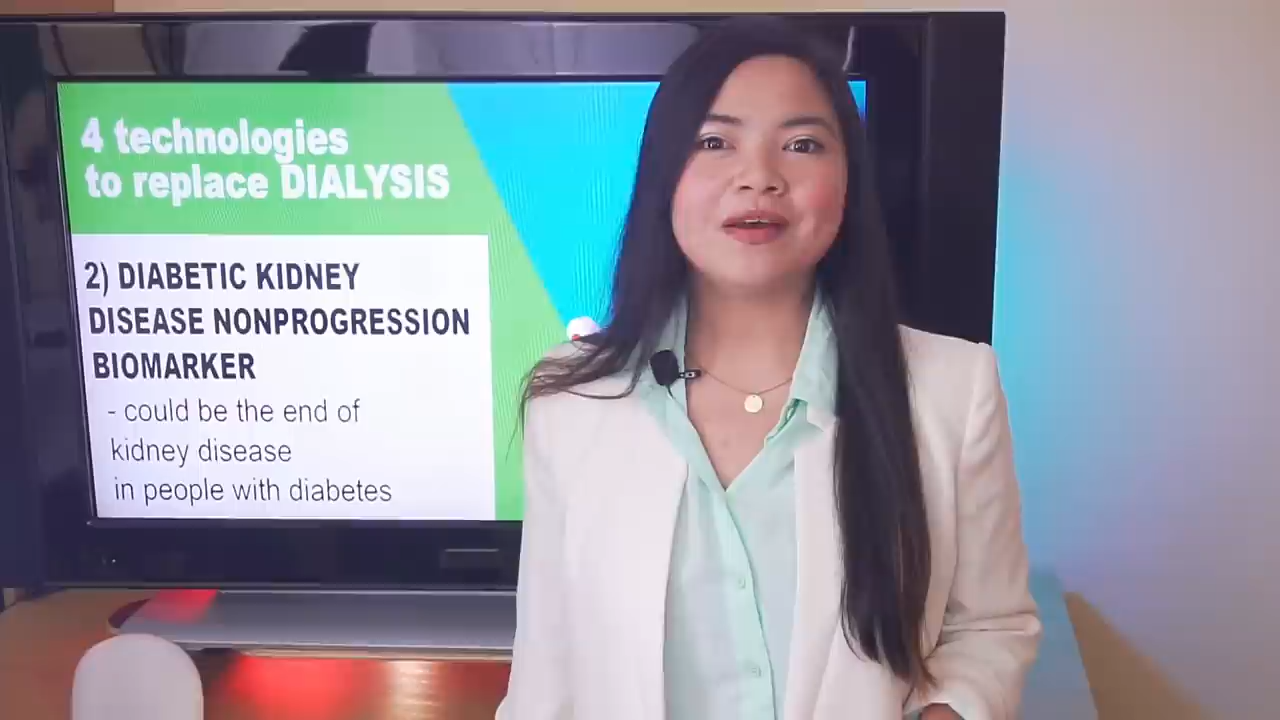 4 technologies
to replace DIALYSIS
2) DIABETIC KIDNEY
DISEASE NONPROGRESSION
BIOMARKER
- could be the end of
kidney disease
in people with diabetes